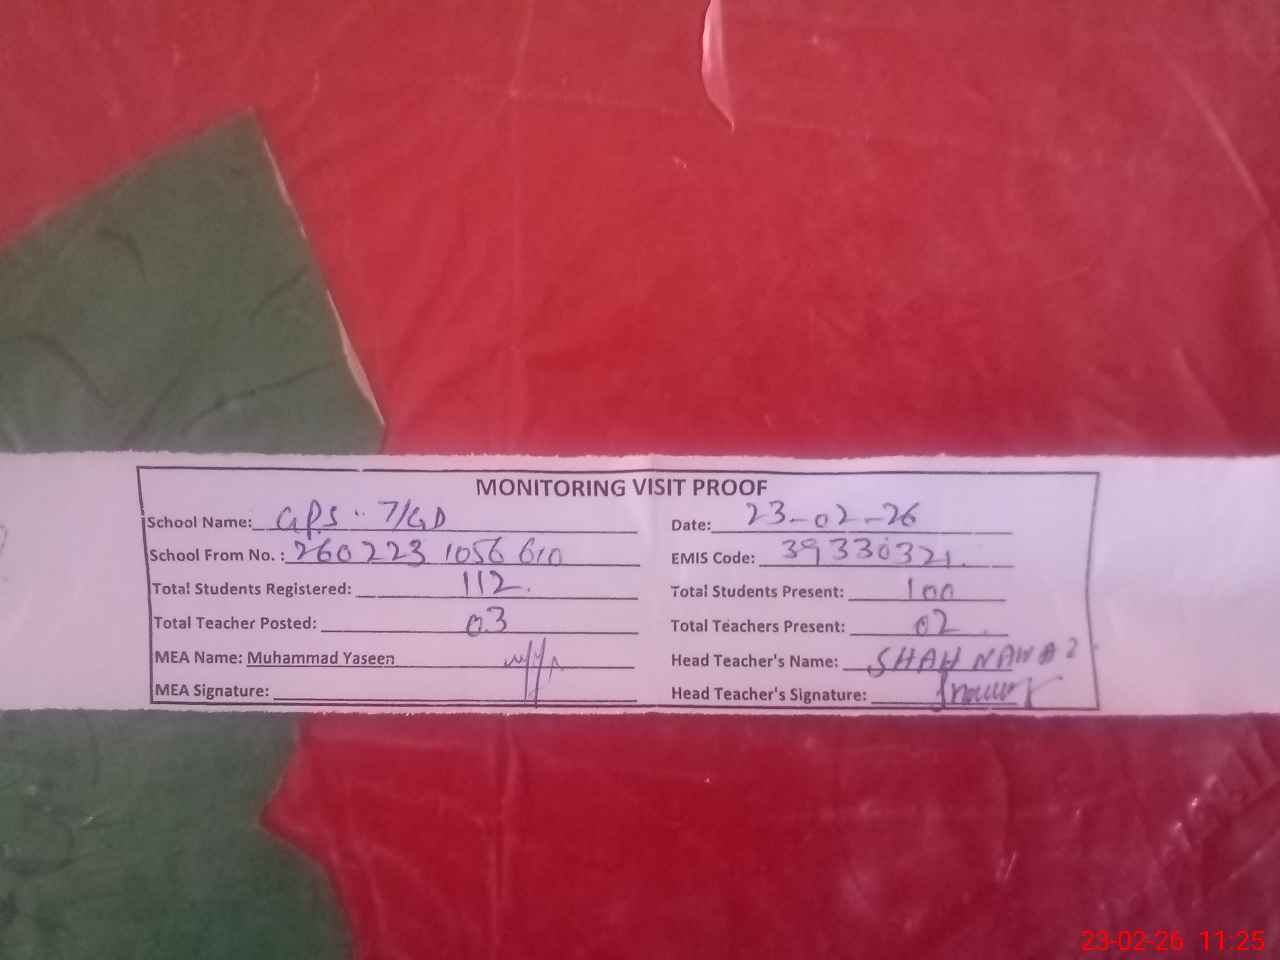 MONITORING VISIT PROOF
School Name: GPS .. 7/GD Date: 23-02-26
School From No. : 260223 1056 610 EMIS Code: 39330321.
Total Students Registered: 112. Total Students Present: 100
Total Teacher Posted: 03 Total Teachers Present: 02
MEA Name: Muhammad Yaseen Head Teacher's Name: SHAH NAWAZ
MEA Signature: Head Teacher's Signature:
23-02-26 11:25